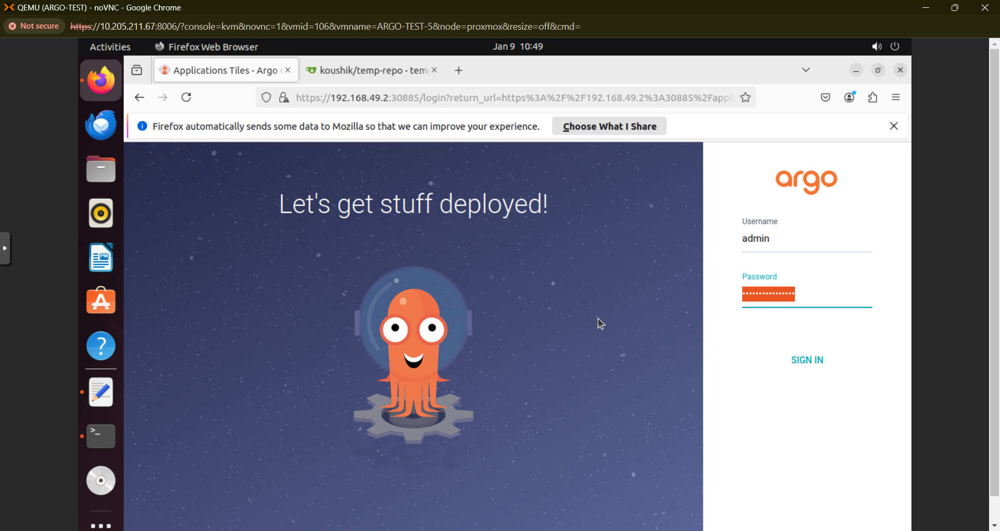 QEMU (ARGO-TEST) - noVNC - Google Chrome
Not secure https://10.205.211.67:8006/?console=kvm&novnc=1&vmid=106&vmname=ARGO-TEST-5&node=proxmox&resize=off&cmd=
Activities Firefox Web Browser Jan 9 10:49
Applications Tiles - Argo koushik/temp-repo - tem
https://192.168.49.2:30885/login?return_url=https%3A%2F%2F192.168.49.2%3A30885%2Fappl
Firefox automatically sends some data to Mozilla so that we can improve your experience. Choose What I Share
argo
Let's get stuff deployed!
Username
admin
Password
SIGN IN